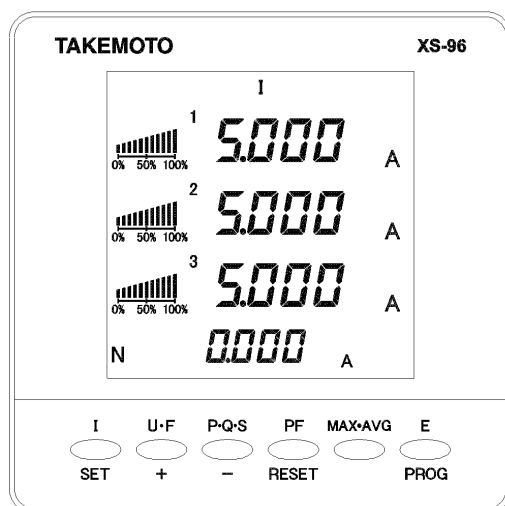 TAKEMOTO XS-96
I
1 5.000 A
0% 50% 100%
2 5.000 A
0% 50% 100%
3 5.000 A
0% 50% 100%
N 0.000 A
I U·F P·Q·S PF MAX·AVG E
SET + − RESET PROG